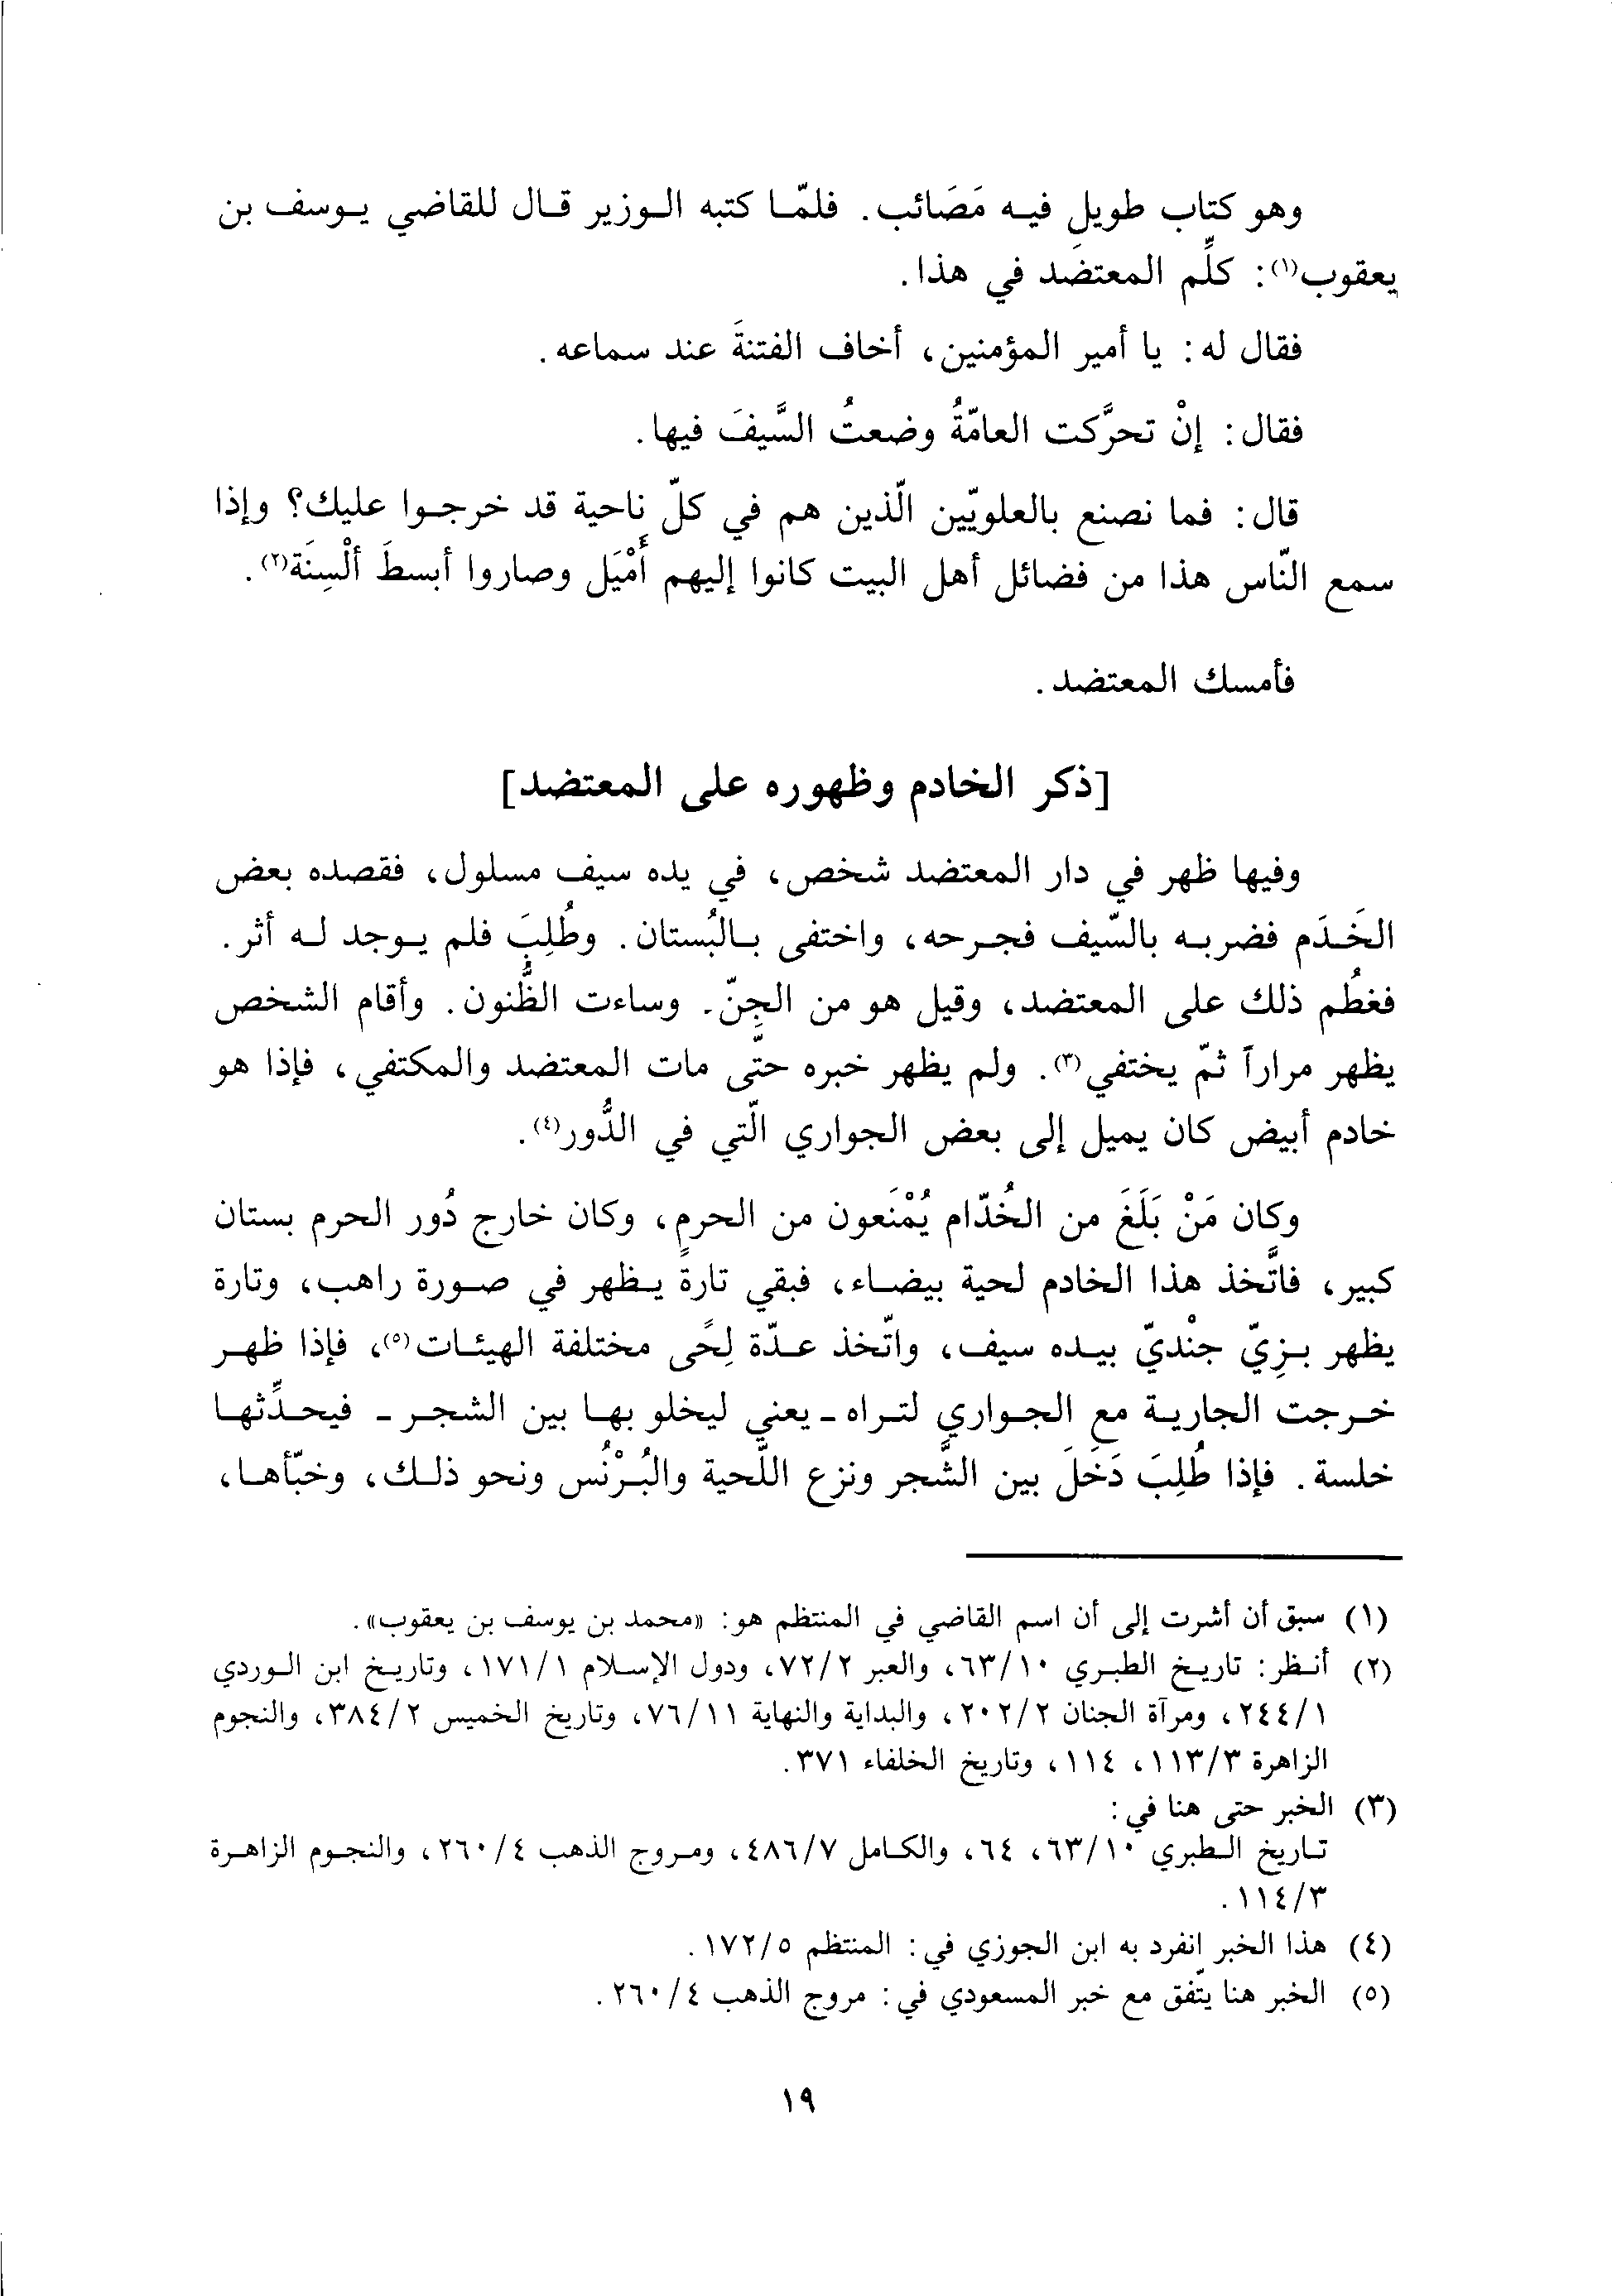 وهو كتاب طويل فيه مَصَائب. فلمّا كتبه الوزير قال للقاضي يوسف بن
يعقوب(١): كلِّم المعتضَد في هذا.
فقال له: يا أمير المؤمنين، أخاف الفتنةَ عند سماعه.
فقال: إنْ تحرَّكت العامّةُ وضعتُ السَّيفَ فيها.
قال: فما نصنع بالعلويّين الّذين هم في كلّ ناحية قد خرجوا عليك؟ وإذا
سمع النّاس هذا من فضائل أهل البيت كانوا إليهم أَمْيَل وصاروا أبسطَ ألْسِنَة(٢).
فأمسك المعتضد.
[ذكر الخادم وظهوره على المعتضد]
وفيها ظهر في دار المعتضد شخص، في يده سيف مسلول، فقصده بعض
الخَدَم فضربه بالسّيف فجرحه، واختفى بالبُستان. وطُلِبَ فلم يوجد له أثر.
فغطُم ذلك على المعتضد، وقيل هو من الجِنّ. وساءت الظُّنون. وأقام الشخص
يظهر مراراً ثمّ يختفي(٣). ولم يظهر خبره حتَّى مات المعتضد والمكتفي، فإذا هو
خادم أبيض كان يميل إلى بعض الجواري الّتي في الدُّور(٤).
وكان مَنْ بَلَغَ من الخُدّام يُمْنَعون من الحرم، وكان خارج دُور الحرم بستان
كبير، فاتَّخذ هذا الخادم لحية بيضاء، فبقي تارةً يظهر في صورة راهب، وتارة
يظهر بزِيّ جنْديّ بيده سيف، واتّخذ عدّة لِحًى مختلفة الهيئات(٥)، فإذا ظهر
خرجت الجارية مع الجواري لتراه - يعني ليخلو بها بين الشجر - فيحدِّثها
خلسة. فإذا طُلِبَ دَخَلَ بين الشَّجر ونزع اللّحية والبُرْنُس ونحو ذلك، وخبّأها،
(١) سبق أن أشرت إلى أن اسم القاضي في المنتظم هو: «محمد بن يوسف بن يعقوب».
(٢) أنظر: تاريخ الطبري ٦٣/١٠، والعبر ٧٢/٢، ودول الإسلام ١٧١/١، وتاريخ ابن الوردي
٢٤٤/١، ومرآة الجنان ٢٠٢/٢، والبداية والنهاية ٧٦/١١، وتاريخ الخميس ٣٨٤/٢، والنجوم
الزاهرة ١١٣/٣، ١١٤، وتاريخ الخلفاء ٣٧١.
(٣) الخبر حتى هنا في:
تاريخ الطبري ٦٣/١٠، ٦٤، والكامل ٤٨٦/٧، ومروج الذهب ٢٦٠/٤، والنجوم الزاهرة
١١٤/٣.
(٤) هذا الخبر انفرد به ابن الجوزي في: المنتظم ١٧٢/٥.
(٥) الخبر هنا يتّفق مع خبر المسعودي في: مروج الذهب ٢٦٠/٤.
١٩